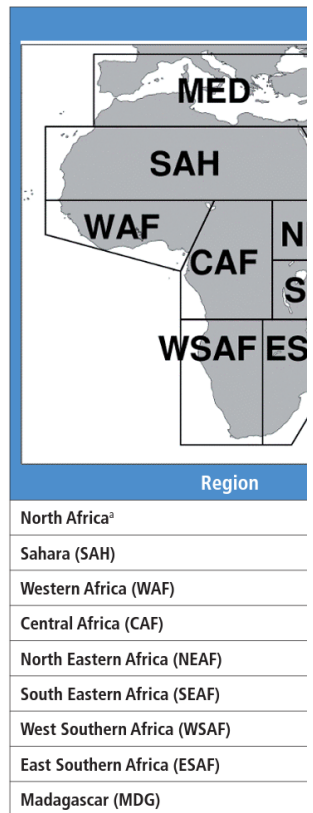 MED
SAH
WAF
N
CAF
S
WSAF
ES
Region
North Africaᵃ
Sahara (SAH)
Western Africa (WAF)
Central Africa (CAF)
North Eastern Africa (NEAF)
South Eastern Africa (SEAF)
West Southern Africa (WSAF)
East Southern Africa (ESAF)
Madagascar (MDG)